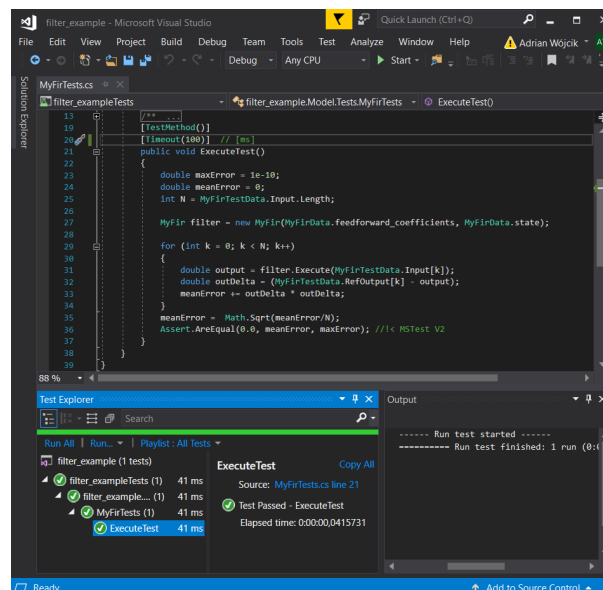 filter_example - Microsoft Visual Studio
Quick Launch (Ctrl+Q)
File Edit View Project Build Debug Team Tools Test Analyze Window Help Adrian Wójcik
Debug Any CPU Start
Solution Explorer
MyFirTests.cs
filter_exampleTests filter_example.Model.Tests.MyFirTests ExecuteTest()
13 /** ...
19 [TestMethod()]
20 [Timeout(100)] // [ms]
21 public void ExecuteTest()
22 {
23 double maxError = 1e-10;
24 double meanError = 0;
25 int N = MyFirTestData.Input.Length;
26
27 MyFir filter = new MyFir(MyFirData.feedforward_coefficients, MyFirData.state);
28
29 for (int k = 0; k < N; k++)
30 {
31 double output = filter.Execute(MyFirTestData.Input[k]);
32 double outDelta = (MyFirTestData.RefOutput[k] - output);
33 meanError += outDelta * outDelta;
34 }
35 meanError = Math.Sqrt(meanError/N);
36 Assert.AreEqual(0.0, meanError, maxError); //!< MSTest V2
37 }
38 }
39 }
88 %
Test Explorer
Search
Run All | Run... | Playlist : All Tests
filter_example (1 tests)
filter_exampleTests (1) 41 ms
filter_example.... (1) 41 ms
MyFirTests (1) 41 ms
ExecuteTest 41 ms
ExecuteTest Copy All
Source: MyFirTests.cs line 21
Test Passed - ExecuteTest
Elapsed time: 0:00:00,0415731
Output
------ Run test started ------
========== Run test finished: 1 run (0:
Ready Add to Source Control